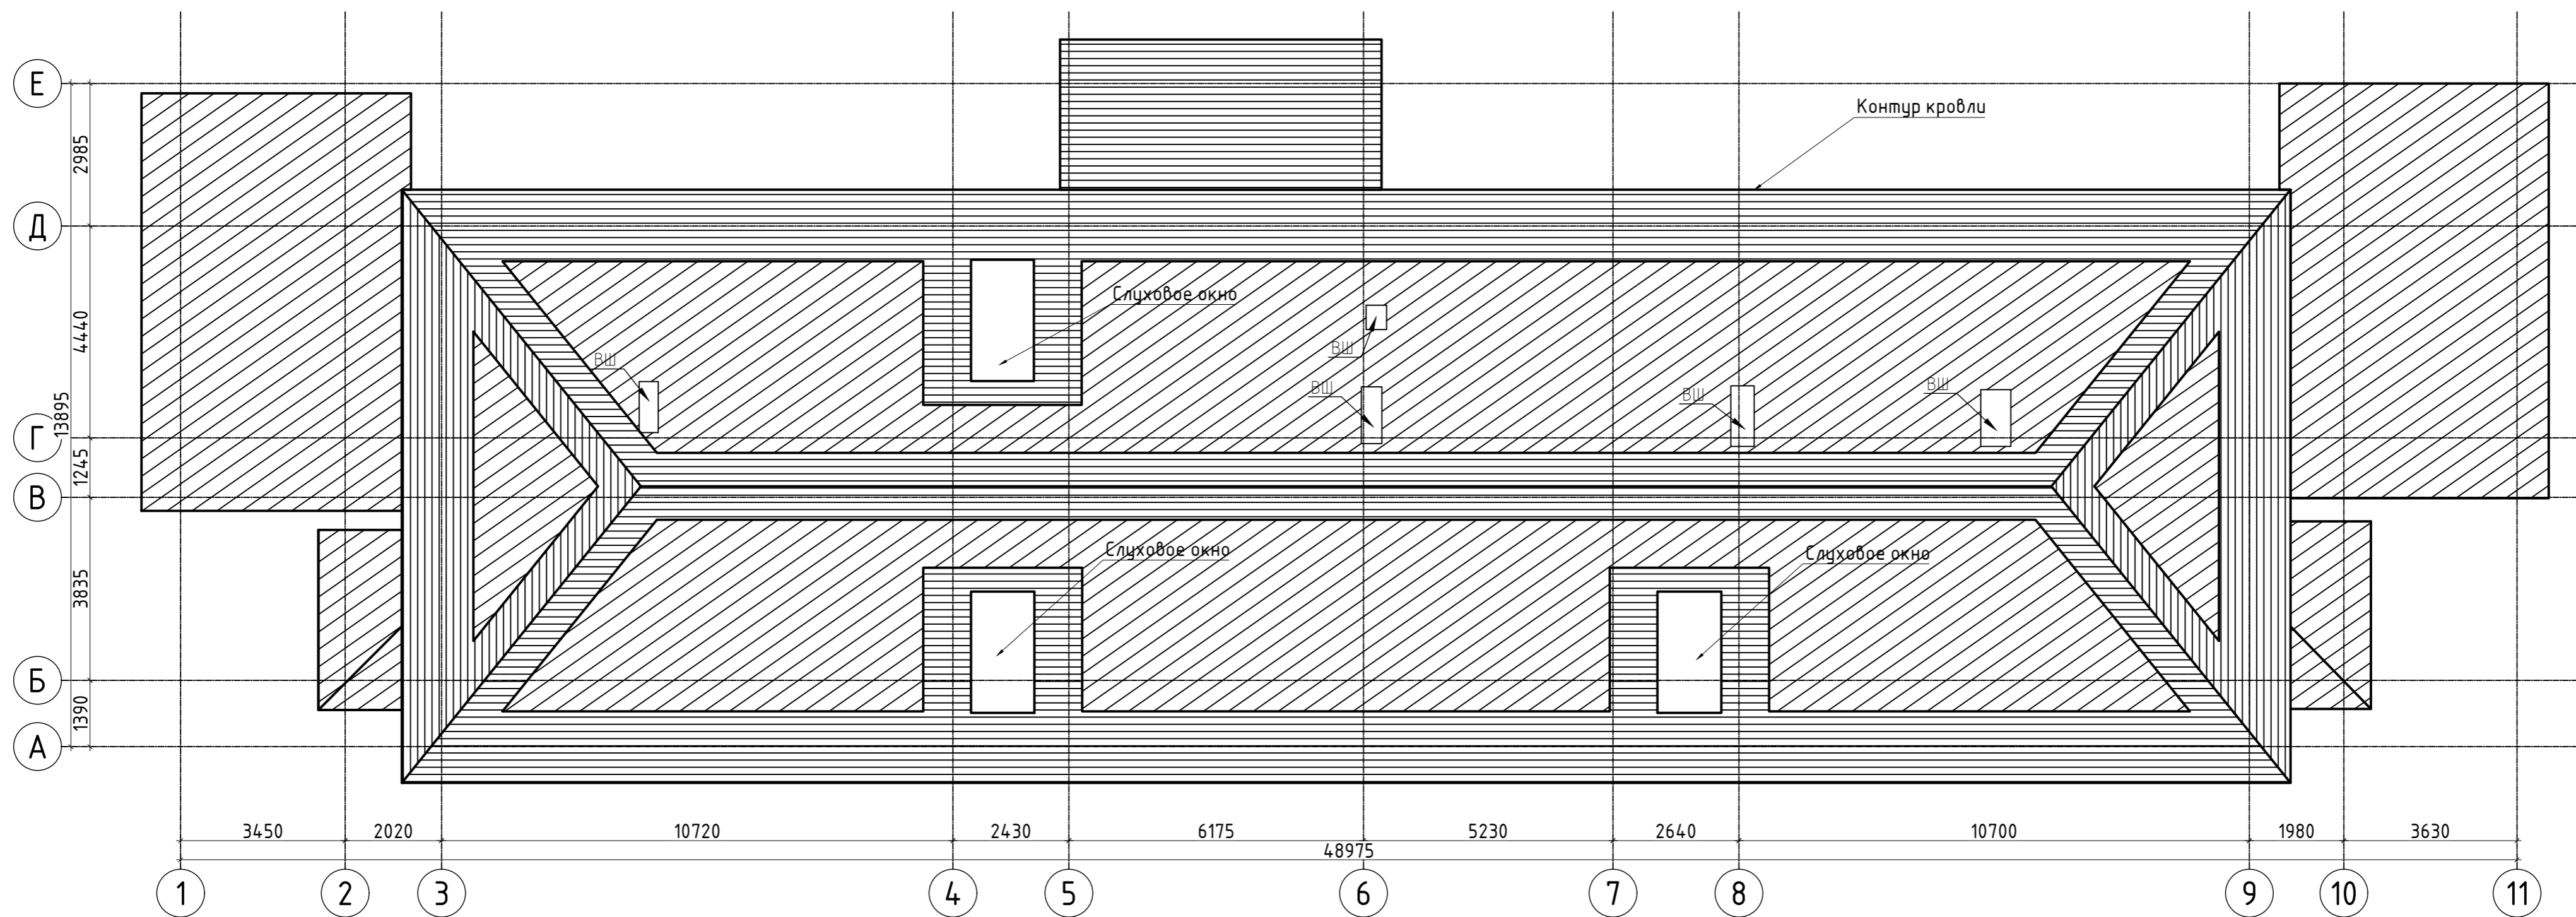 Е
Контур кровли
2985
Д
Слуховое окно
4440
ВШ
ВШ
ВШ
ВШ
ВШ
13895
Г
1245
В
Слуховое окно
Слуховое окно
3835
Б
1390
А
3450 2020 10720 2430 6175 5230 2640 10700 1980 3630
48975
1 2 3 4 5 6 7 8 9 10 11